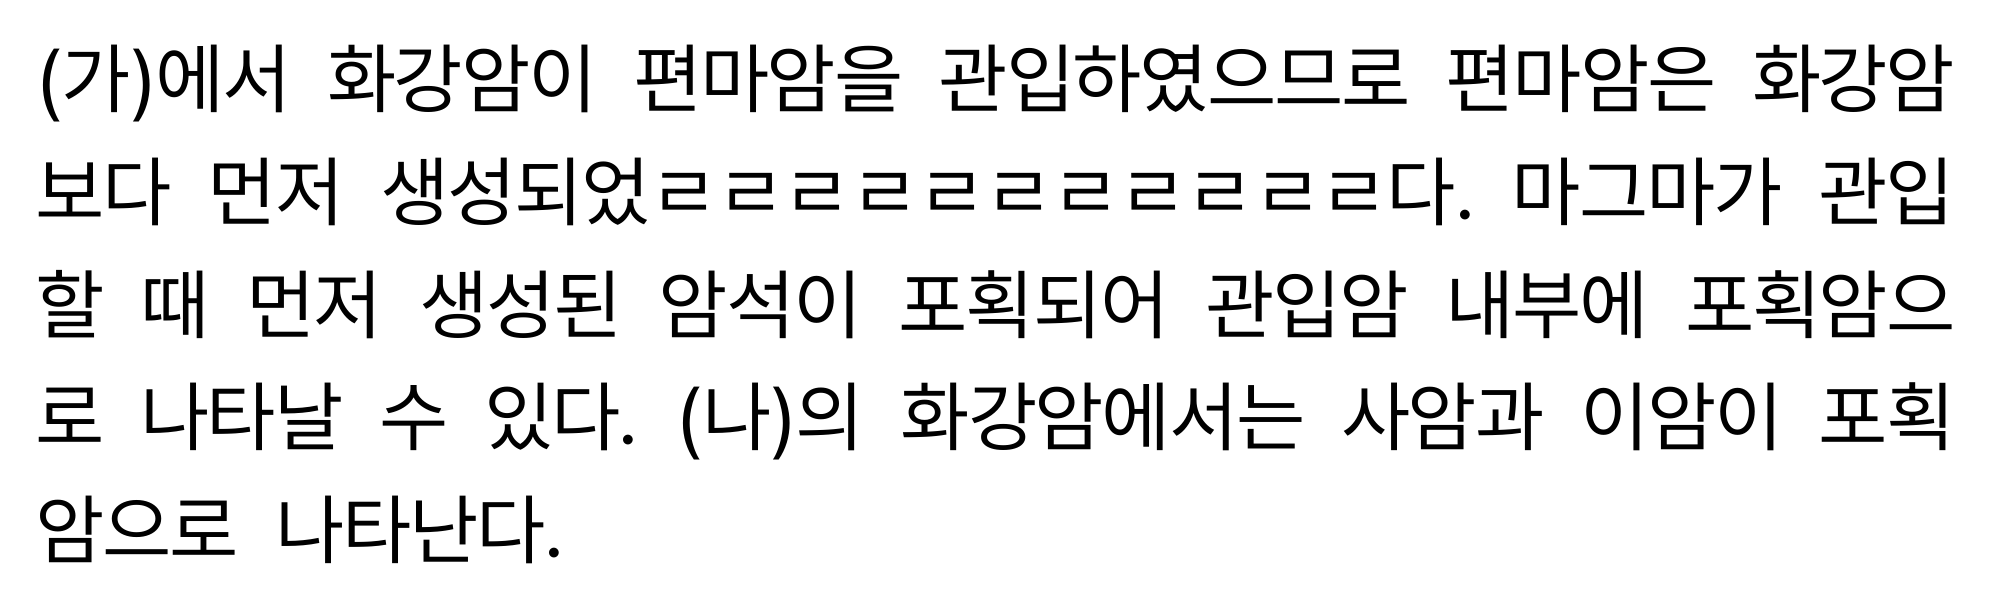 (가)에서 화강암이 편마암을 관입하였으므로 편마암은 화강암
보다 먼저 생성되었ㄹㄹㄹㄹㄹㄹㄹㄹㄹㄹㄹ다. 마그마가 관입
할 때 먼저 생성된 암석이 포획되어 관입암 내부에 포획암으
로 나타날 수 있다. (나)의 화강암에서는 사암과 이암이 포획
암으로 나타난다.